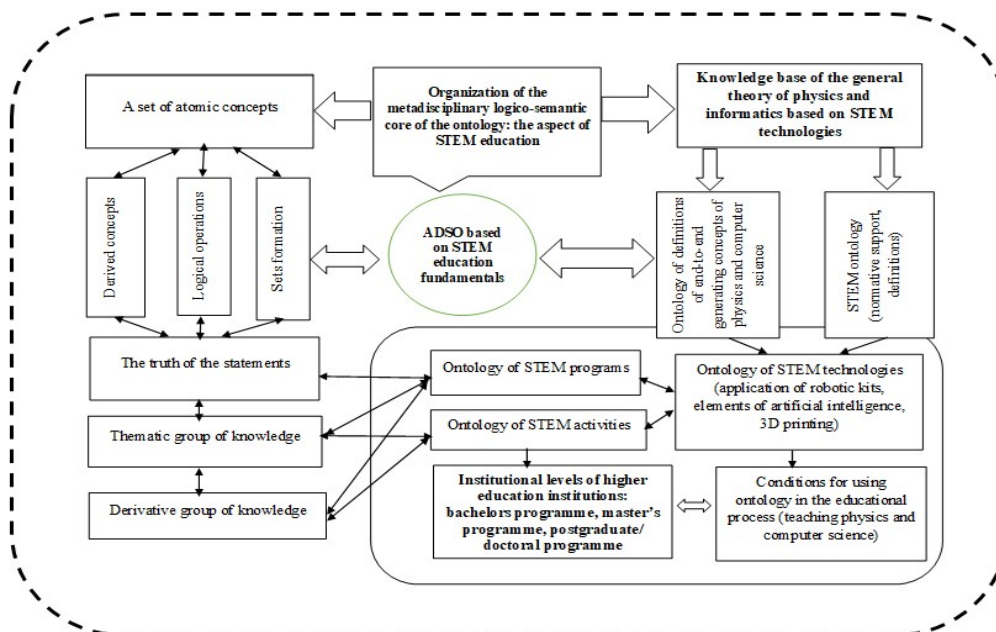 A set of atomic concepts
Organization of the
metadisciplinary logico-semantic
core of the ontology: the aspect of
STEM education
Knowledge base of the general
theory of physics and
informatics based on STEM
technologies
Derived concepts
Logical operations
Sets formation
ADSO based
on STEM
education
fundamentals
Ontology of definitions
of end-to-end
generating concepts of
physics and computer
science
STEM ontology
(normative support,
definitions)
The truth of the statements
Thematic group of knowledge
Derivative group of knowledge
Ontology of STEM programs
Ontology of STEM activities
Ontology of STEM technologies
(application of robotic kits,
elements of artificial intelligence,
3D printing)
Institutional levels of higher
education institutions:
bachelors programme, master's
programme, postgraduate/
doctoral programme
Conditions for using
ontology in the educational
process (teaching physics and
computer science)